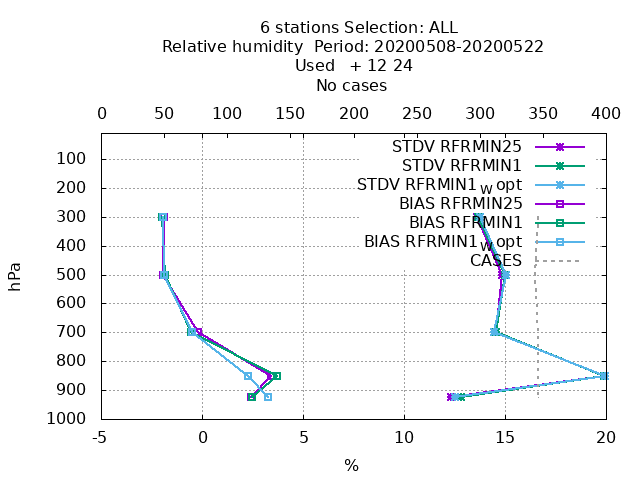 6 stations Selection: ALL
Relative humidity  Period: 20200508-20200522
Used   + 12 24
No cases
0 50 100 150 200 250 300 350 400
STDV RFRMIN25
STDV RFRMIN1
STDV RFRMIN1_w opt
BIAS RFRMIN25
BIAS RFRMIN1
BIAS RFRMIN1_w opt
CASES
100
200
300
400
500
600
700
800
900
1000
hPa
-5 0 5 10 15 20
%